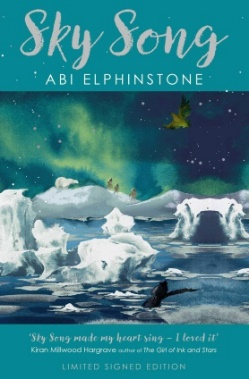 Sky Song
ABI ELPHINSTONE
‘Sky Song made my heart sing – I loved it’
Kiran Millwood Hargrave author of The Girl of Ink and Stars
LIMITED SIGNED EDITION